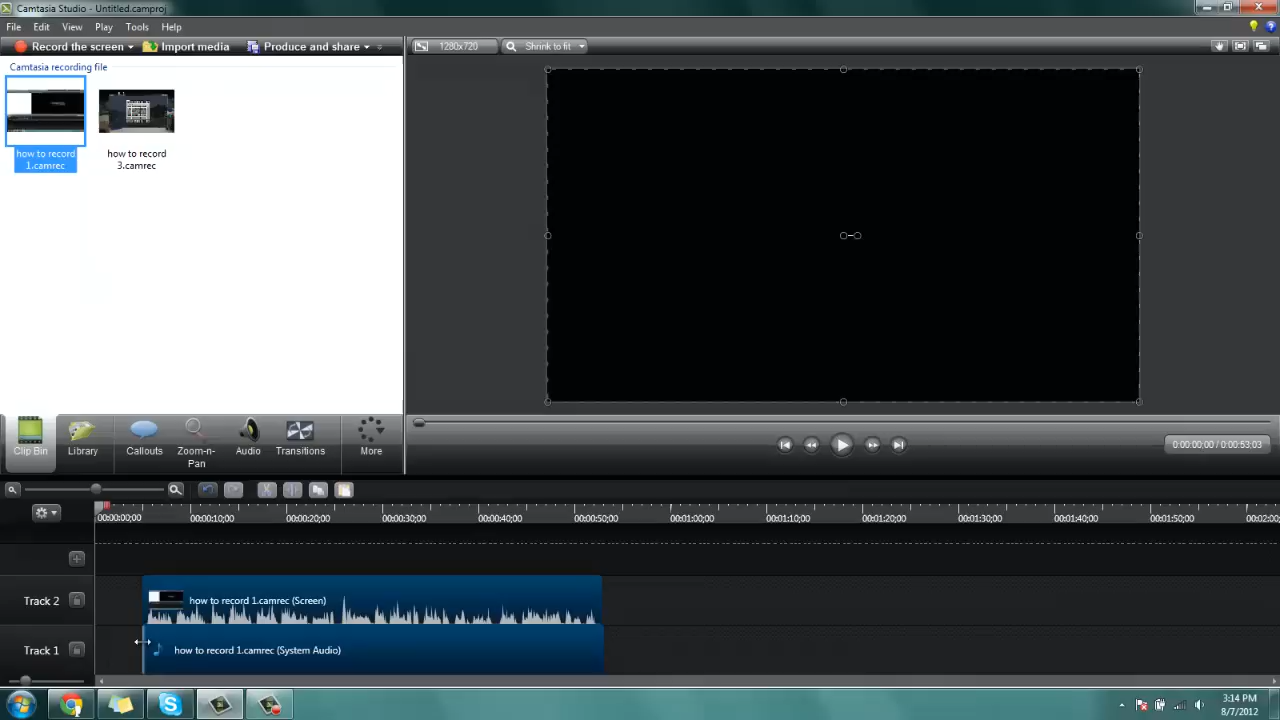 Camtasia Studio - Untitled.camproj
File Edit View Play Tools Help
Record the screen Import media Produce and share
1280x720 Shrink to fit
Camtasia recording file
how to record
1.camrec
how to record
3.camrec
Clip Bin Library Callouts Zoom-n-
Pan Audio Transitions More
0:00:00;00 / 0:00:53;03
00:00:00;00 00:00:10;00 00:00:20;00 00:00:30;00 00:00:40;00 00:00:50;00 00:01:00;00 00:01:10;00 00:01:20;00 00:01:30;00 00:01:40;00 00:01:50;00 00:02:0
Track 2 how to record 1.camrec (Screen)
Track 1 how to record 1.camrec (System Audio)
3:14 PM
8/7/2012